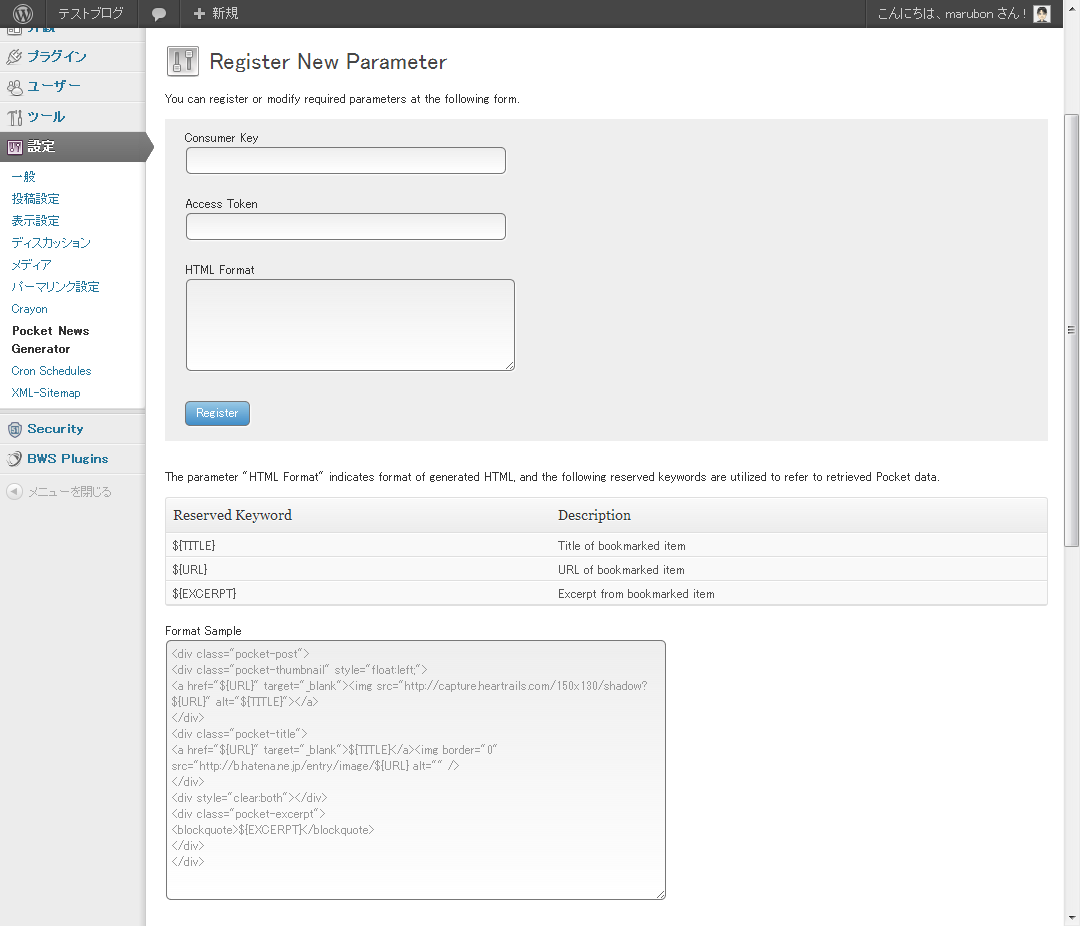 テストブログ
新規
こんにちは、marubon さん !
プラグイン
ユーザー
ツール
設定
一般
投稿設定
表示設定
ディスカッション
メディア
パーマリンク設定
Crayon
Pocket News
Generator
Cron Schedules
XML-Sitemap
Security
BWS Plugins
メニューを閉じる
Register New Parameter
You can register or modify required parameters at the following form.
Consumer Key
Access Token
HTML Format
Register
The parameter "HTML Format" indicates format of generated HTML, and the following reserved keywords are utilized to refer to retrieved Pocket data.
Reserved Keyword Description
${TITLE} Title of bookmarked item
${URL} URL of bookmarked item
${EXCERPT} Excerpt from bookmarked item
Format Sample
<div class="pocket-post">
<div class="pocket-thumbnail" style="float:left;">
<a href="${URL}" target="_blank"><img src="http://capture.heartrails.com/150x130/shadow?
${URL}" alt="${TITLE}"></a>
</div>
<div class="pocket-title">
<a href="${URL}" target="_blank">${TITLE}</a><img border="0"
src="http://b.hatena.ne.jp/entry/image/${URL} alt="" />
</div>
<div style="clear:both"></div>
<div class="pocket-excerpt">
<blockquote>${EXCERPT}</blockquote>
</div>
</div>